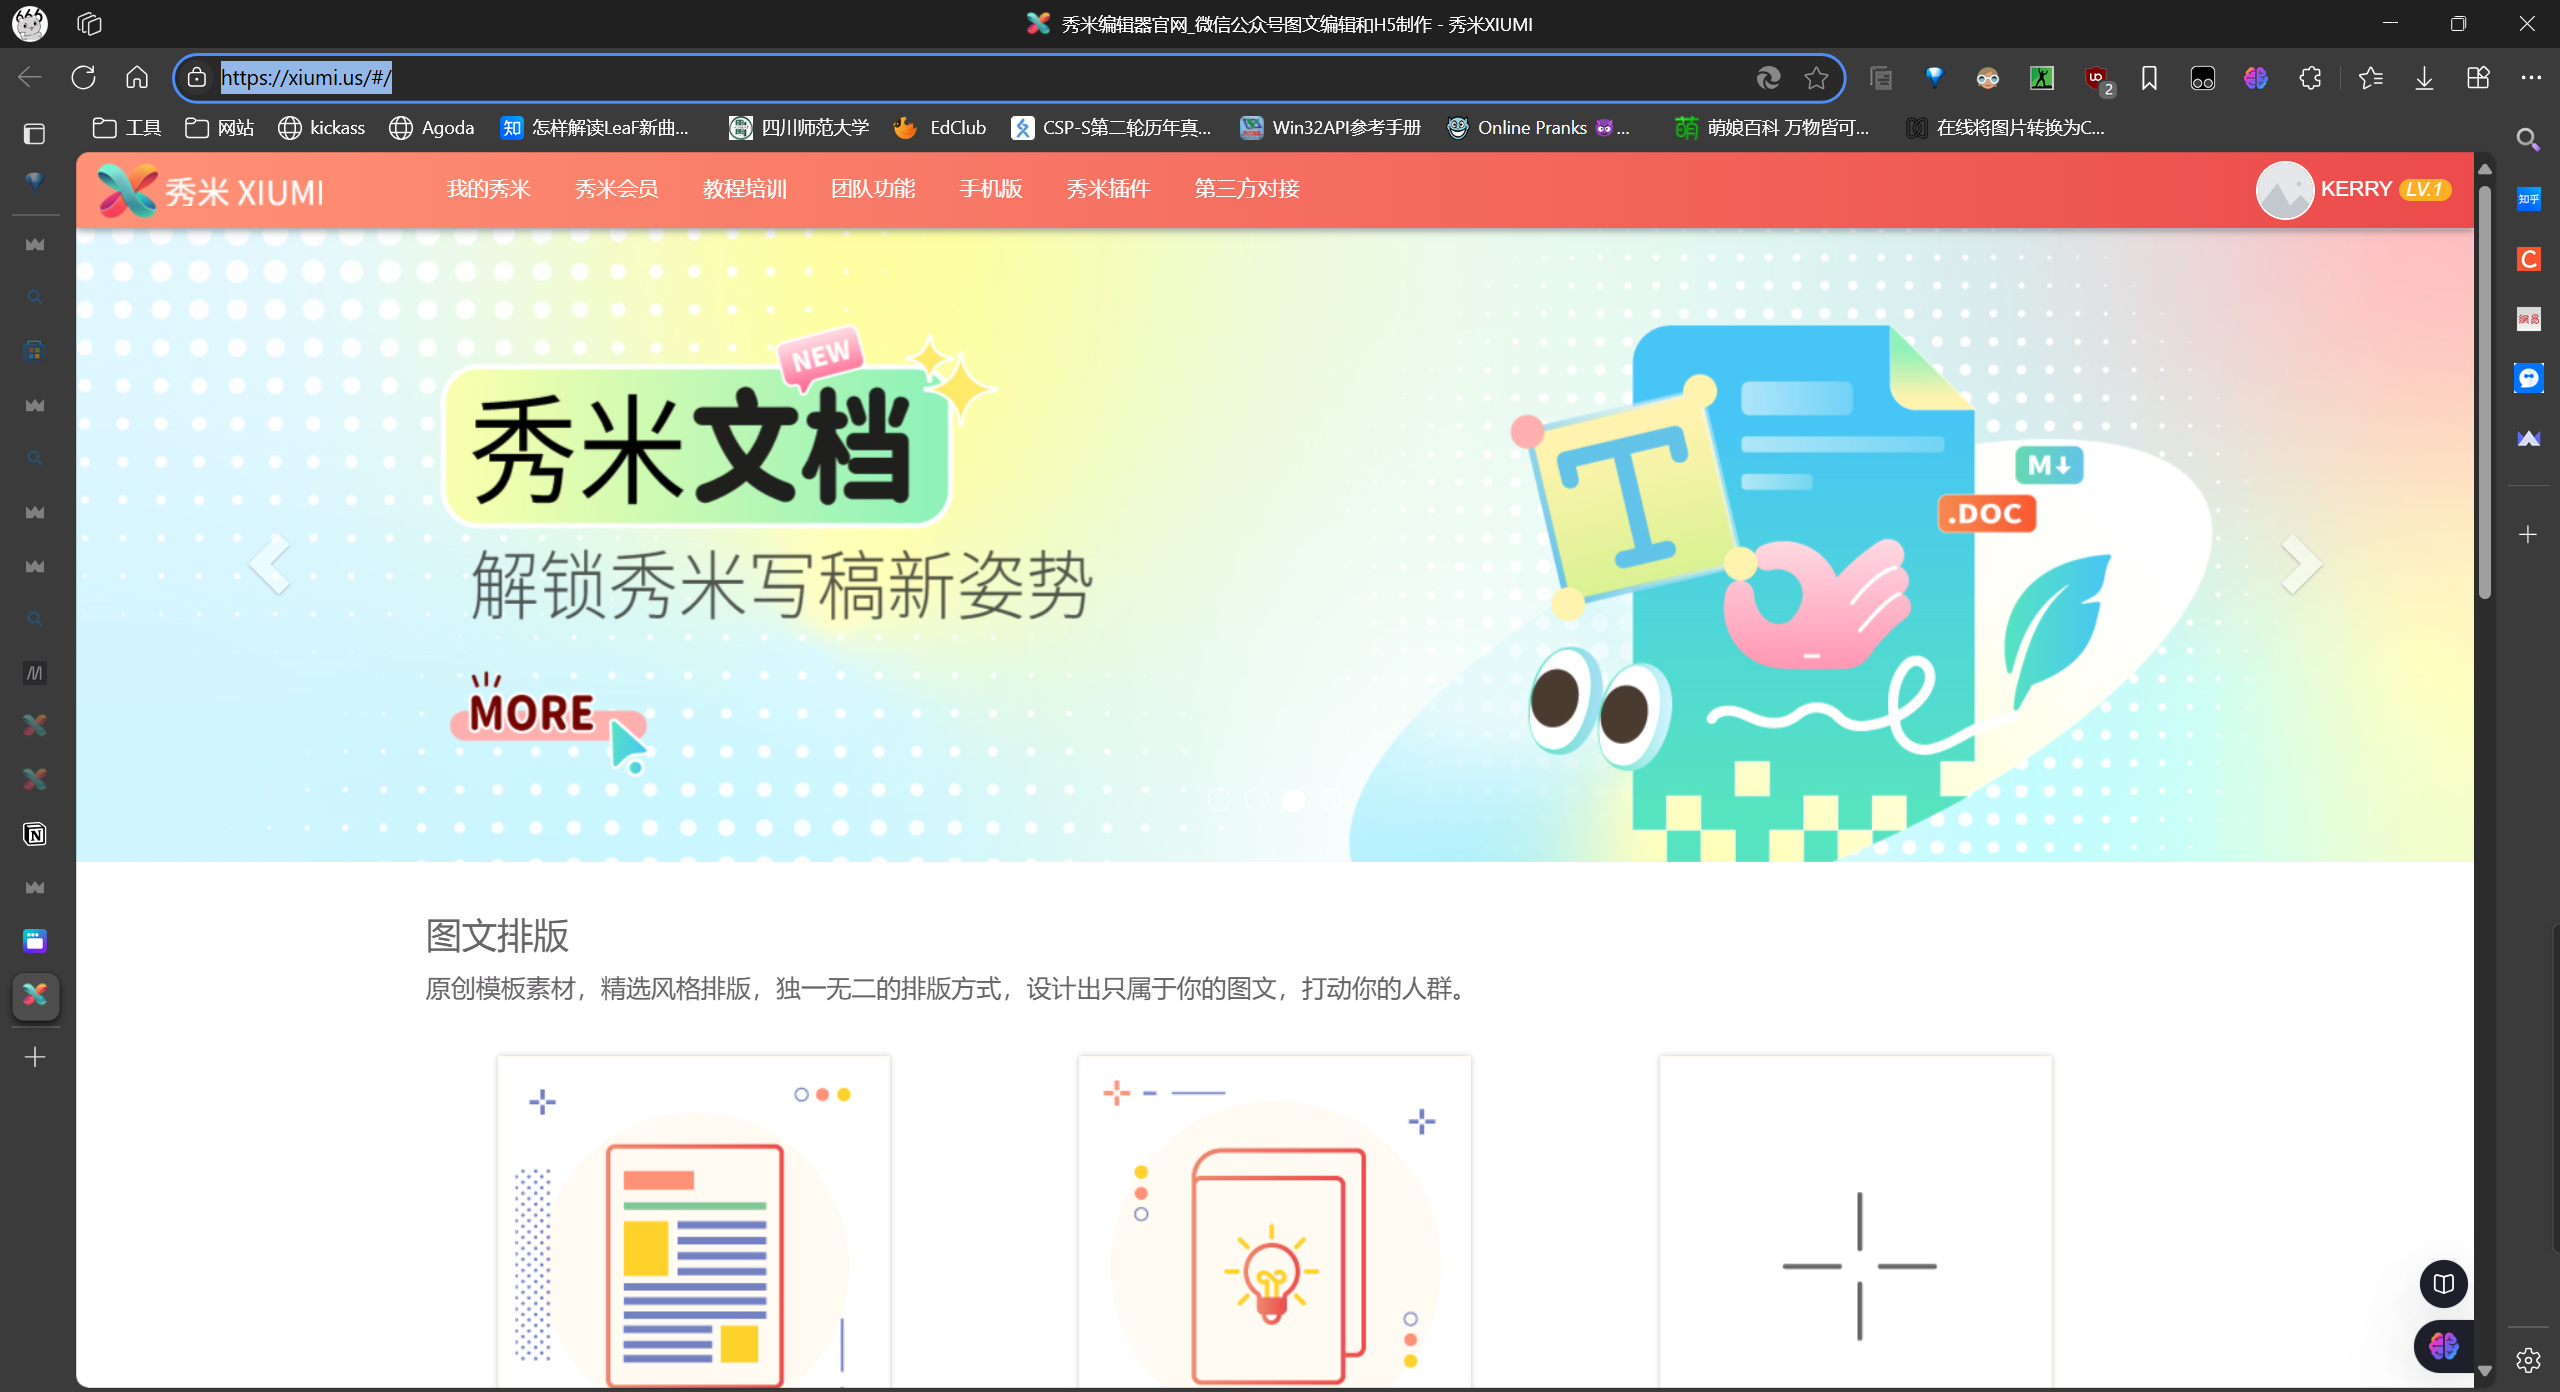 秀米编辑器官网_微信公众号图文编辑和H5制作 - 秀米XIUMI
https://xiumi.us/#/
2
工具
网站
kickass
Agoda
知
怎样解读LeaF新曲...
四川师范大学
EdClub
CSP-S第二轮历年真...
Win32API参考手册
Online Pranks 😈 ...
萌
萌娘百科 万物皆可...
在线将图片转换为C...
秀米 XIUMI
我的秀米
秀米会员
教程培训
团队功能
手机版
秀米插件
第三方对接
KERRY LV.1
知乎
C
網易
NEW
秀米文档
解锁秀米写稿新姿势
MORE
T
M↓
.DOC
图文排版
原创模板素材，精选风格排版，独一无二的排版方式，设计出只属于你的图文，打动你的人群。